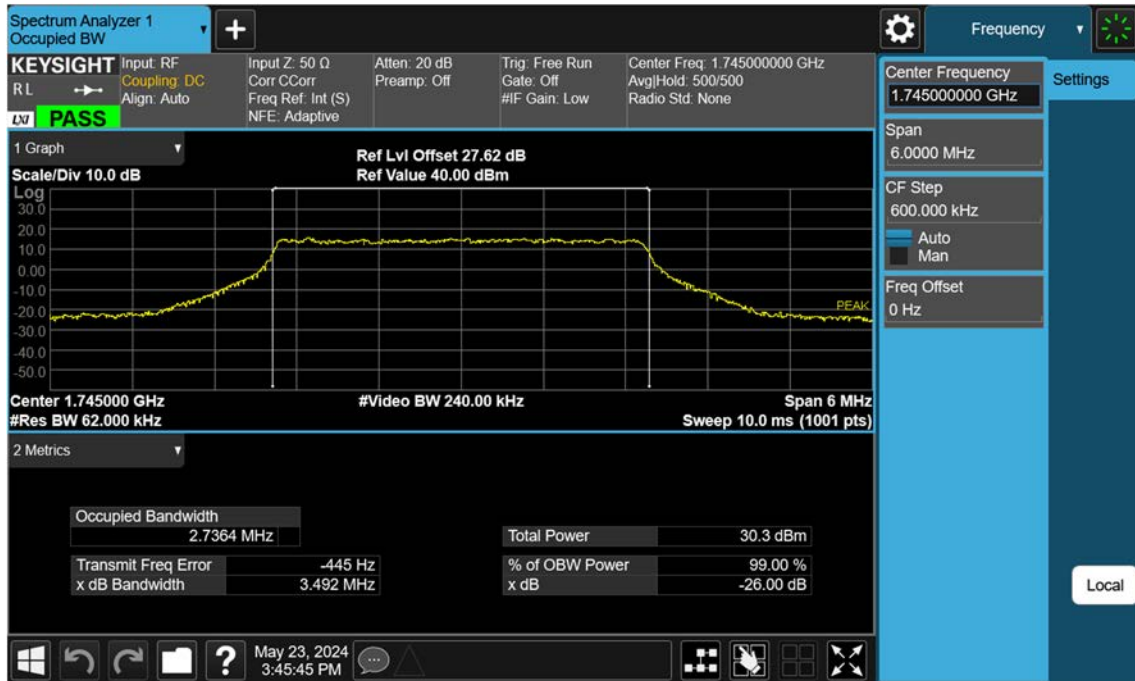 Spectrum Analyzer 1
Occupied BW
Frequency
KEYSIGHT
R L
LXI PASS
Input: RF
Coupling: DC
Align: Auto
Input Z: 50 Ω
Corr CCorr
Freq Ref: Int (S)
NFE: Adaptive
Atten: 20 dB
Preamp: Off
Trig: Free Run
Gate: Off
#IF Gain: Low
Center Freq: 1.745000000 GHz
Avg|Hold: 500/500
Radio Std: None
Center Frequency
1.745000000 GHz
Settings
Span
6.0000 MHz
CF Step
600.000 kHz
Auto
Man
Freq Offset
0 Hz
Local
1 Graph
Scale/Div 10.0 dB
Ref Lvl Offset 27.62 dB
Ref Value 40.00 dBm
Log
30.0
20.0
10.0
0.00
-10.0
-20.0
-30.0
-40.0
-50.0
PEAK
Center 1.745000 GHz
#Video BW 240.00 kHz
Span 6 MHz
#Res BW 62.000 kHz
Sweep 10.0 ms (1001 pts)
2 Metrics
Occupied Bandwidth
2.7364 MHz
Total Power 30.3 dBm
Transmit Freq Error -445 Hz
% of OBW Power 99.00 %
x dB Bandwidth 3.492 MHz
x dB -26.00 dB
?
May 23, 2024
3:45:45 PM